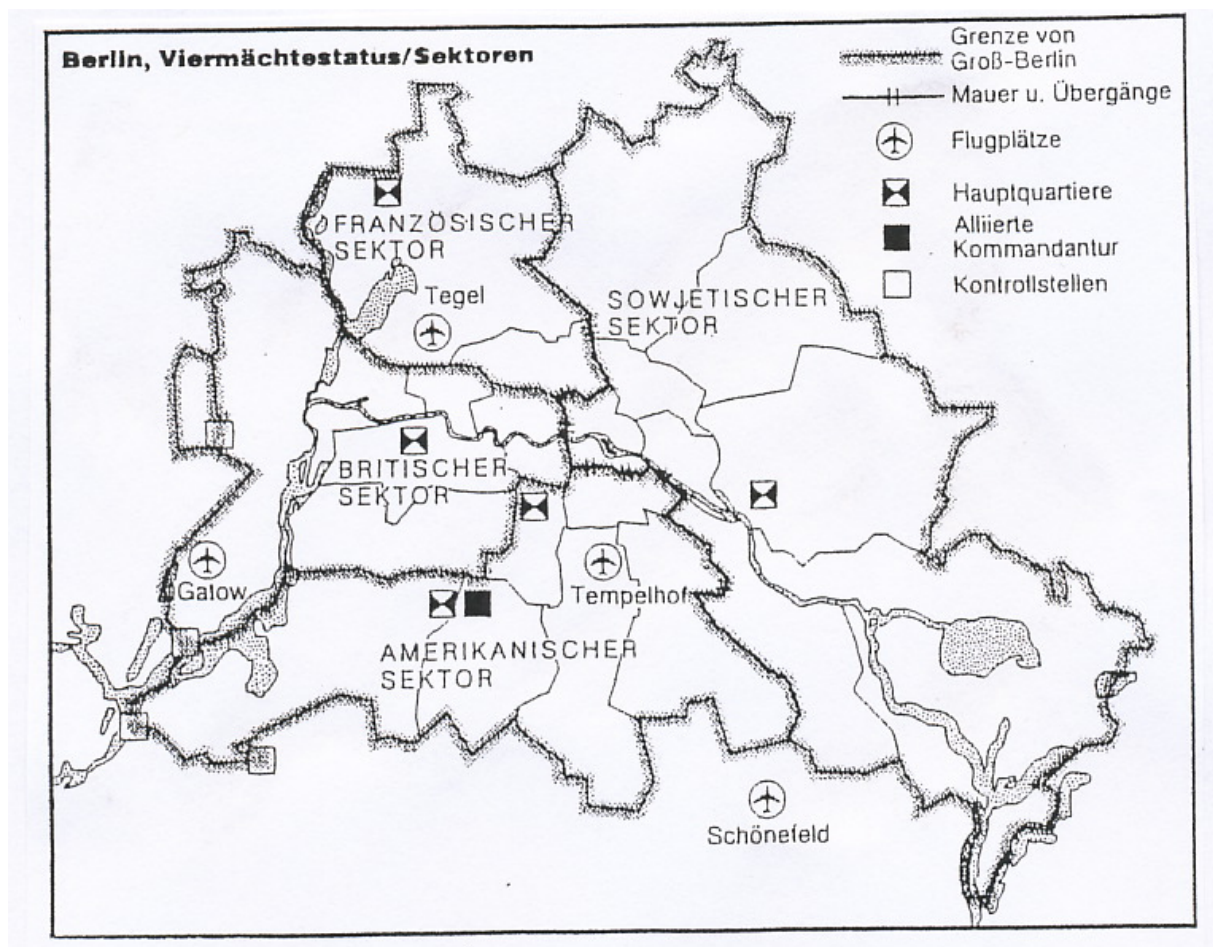 Berlin, Viermächtestatus/Sektoren
Grenze von
Groß-Berlin
Mauer u. Übergänge
Flugplätze
Hauptquartiere
Alliierte
Kommandantur
Kontrollstellen
FRANZÖSISCHER
SEKTOR
Tegel
SOWJETISCHER
SEKTOR
BRITISCHER
SEKTOR
Gatow
Tempelhof
AMERIKANISCHER
SEKTOR
Schönefeld